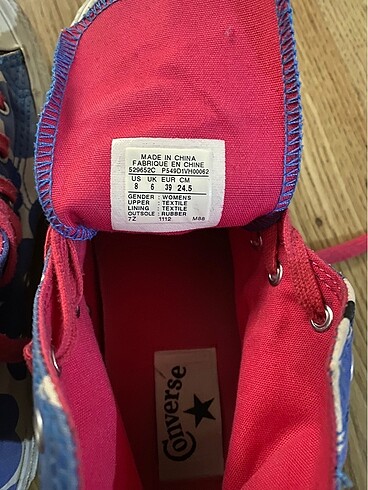 MADE IN CHINA
FABRIQUE EN CHINE
529652C P549D1VH00062
US UK EUR CM
8 6 39 24.5
GENDER : WOMENS
UPPER : TEXTILE
LINING : TEXTILE
OUTSOLE : RUBBER
7Z 1112 M88
Converse